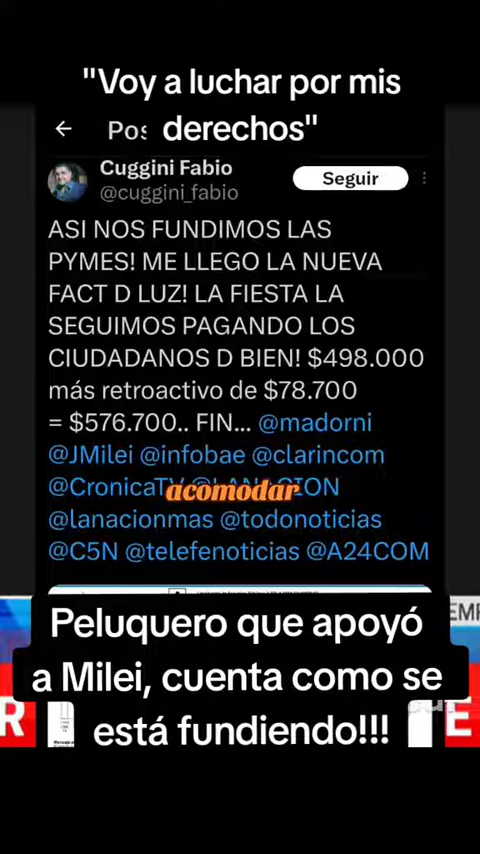 "Voy a luchar por mis
derechos"
Pos
Cuggini Fabio
@cuggini_fabio
Seguir
ASI NOS FUNDIMOS LAS
PYMES! ME LLEGO LA NUEVA
FACT D LUZ! LA FIESTA LA
SEGUIMOS PAGANDO LOS
CIUDADANOS D BIEN! $498.000
más retroactivo de $78.700
= $576.700.. FIN... @madorni
@JMilei @infobae @clarincom
@CronicaTV @LANACION
acomodar
@lanacionmas @todonoticias
@C5N @telefenoticias @A24COM
Peluquero que apoyó
a Milei, cuenta como se
está fundiendo!!!